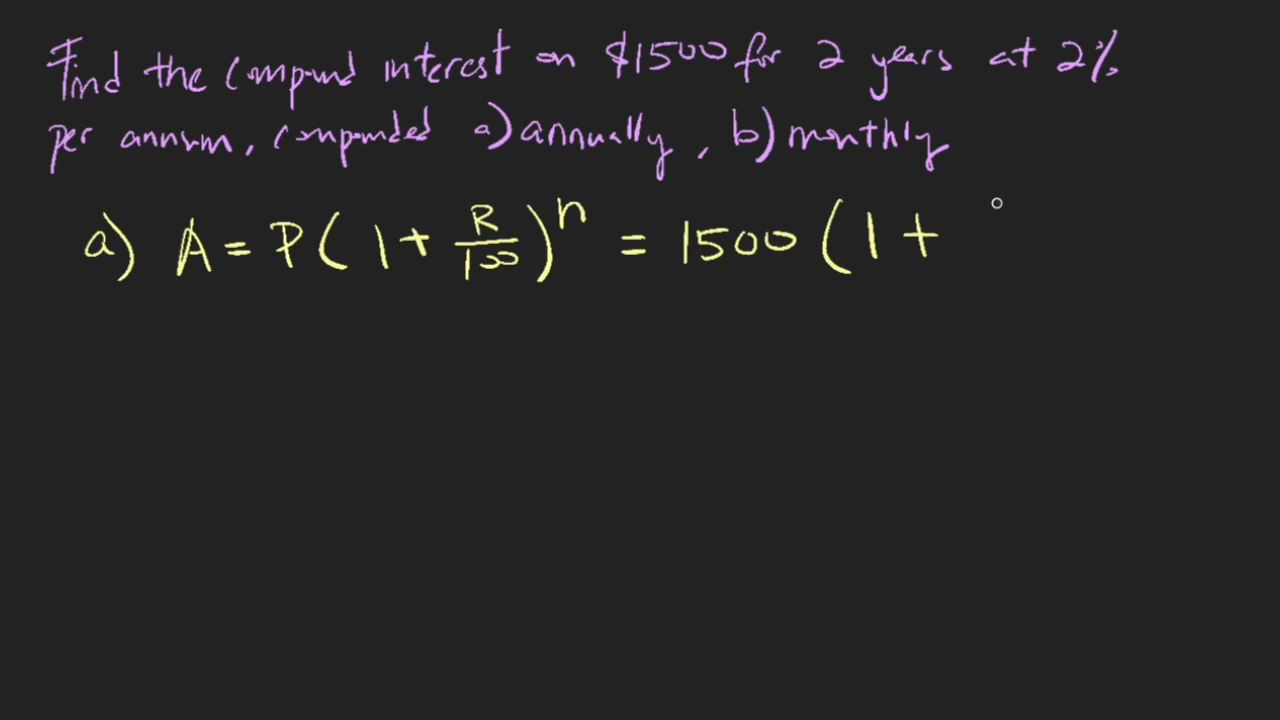 Find the compound interest on $1500 for 2 years at 2%
per annum, compounded a) annually, b) monthly
a) A = P(1 + R/100)^n = 1500 (1 +